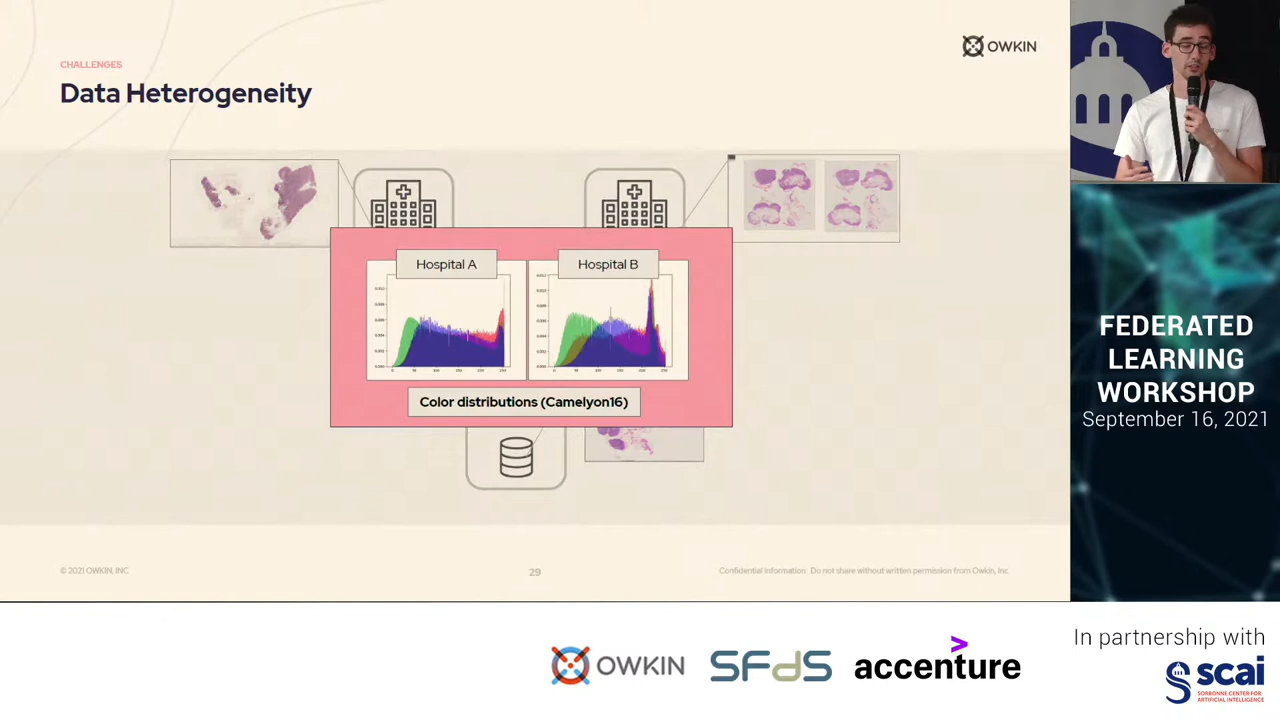 CHALLENGES
Data Heterogeneity
OWKIN
Hospital A
Hospital B
Color distributions (Camelyon16)
© 2021 OWKIN, INC
29
Confidential Information. Do not share without written permission from Owkin, Inc
FEDERATED
LEARNING
WORKSHOP
September 16, 2021
OWKIN
SFdS
accenture
In partnership with
scai
SORBONNE CENTER FOR
ARTIFICIAL INTELLIGENCE